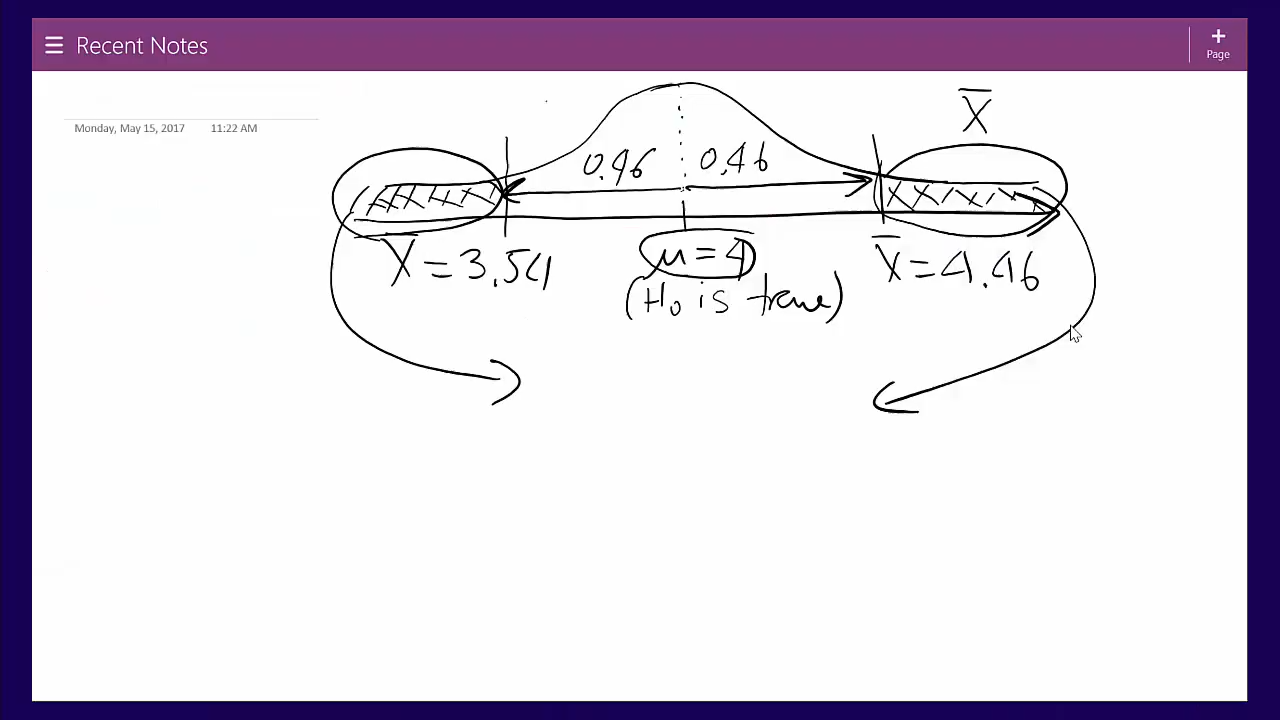 Recent Notes
+
Page
Monday, May 15, 2017 11:22 AM
X̅
0.46 0.46
X̅ = 3.54 μ = 4 X̅ = 4.46
(H₀ is true)